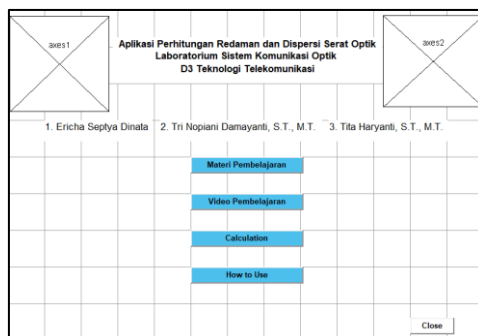 axes1
Aplikasi Perhitungan Redaman dan Dispersi Serat Optik
Laboratorium Sistem Komunikasi Optik
D3 Teknologi Telekomunikasi
axes2
1. Ericha Septya Dinata 2. Tri Nopiani Damayanti, S.T., M.T. 3. Tita Haryanti, S.T., M.T.
Materi Pembelajaran
Video Pembelajaran
Calculation
How to Use
Close